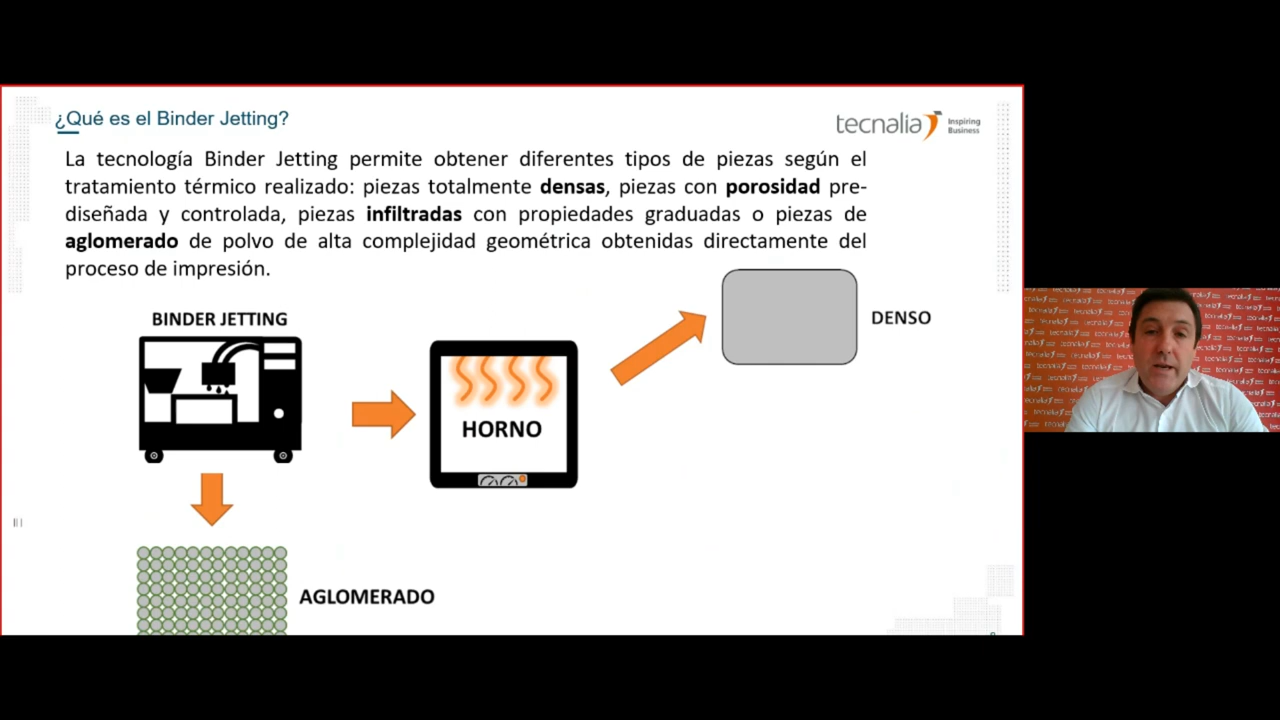 ¿Qué es el Binder Jetting?
tecnalia Inspiring Business
La tecnología Binder Jetting permite obtener diferentes tipos de piezas según el
tratamiento térmico realizado: piezas totalmente densas, piezas con porosidad pre-
diseñada y controlada, piezas infiltradas con propiedades graduadas o piezas de
aglomerado de polvo de alta complejidad geométrica obtenidas directamente del
proceso de impresión.
BINDER JETTING
HORNO
DENSO
AGLOMERADO